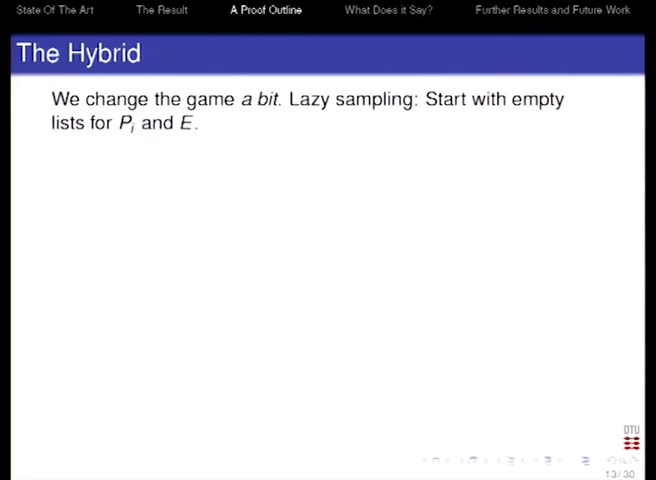 State Of The Art The Result A Proof Outline What Does it Say? Further Results and Future Work
The Hybrid
We change the game a bit. Lazy sampling: Start with empty
lists for Pi and E.
DTU
13/30